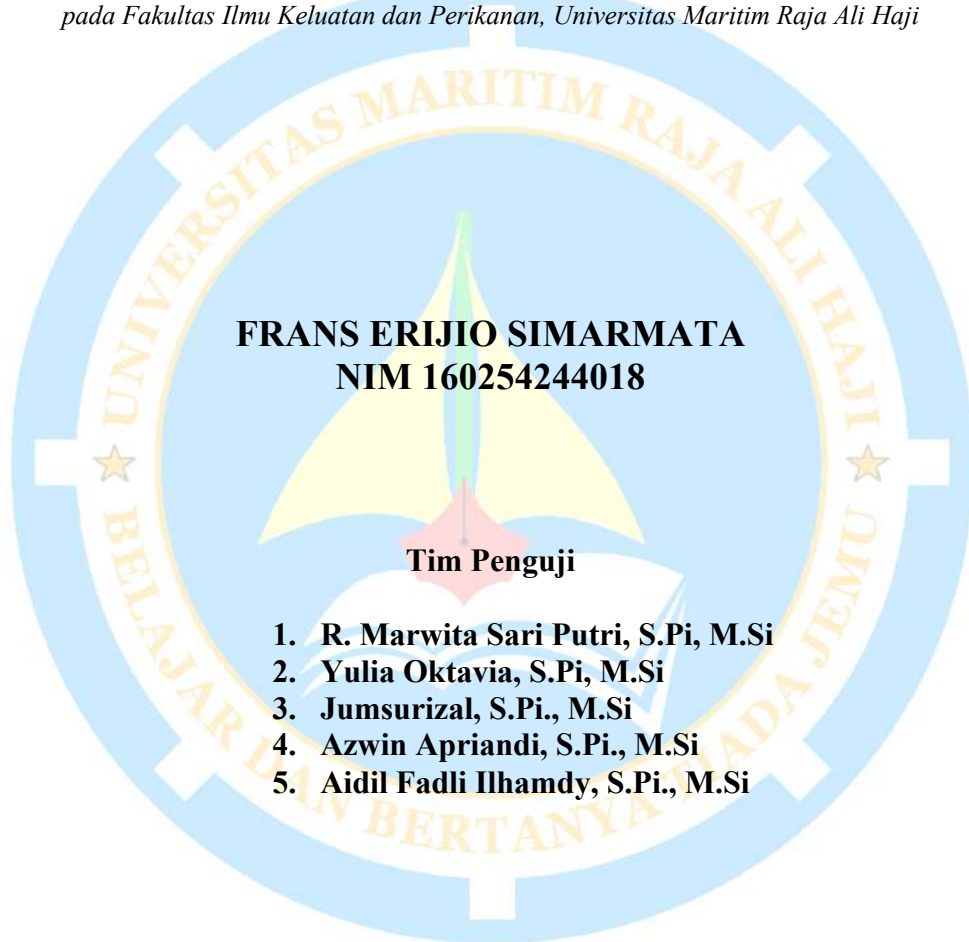 pada Fakultas Ilmu Keluatan dan Perikanan, Universitas Maritim Raja Ali Haji
UNIVERSITAS MARITIM RAJA ALI HAJI
FRANS ERIJIO SIMARMATA
NIM 160254244018
Tim Penguji
1. R. Marwita Sari Putri, S.Pi, M.Si
2. Yulia Oktavia, S.Pi, M.Si
3. Jumsurizal, S.Pi., M.Si
4. Azwin Apriandi, S.Pi., M.Si
5. Aidil Fadli Ilhamdy, S.Pi., M.Si
BELAJAR DAN BERTANYA TIADA JEMU